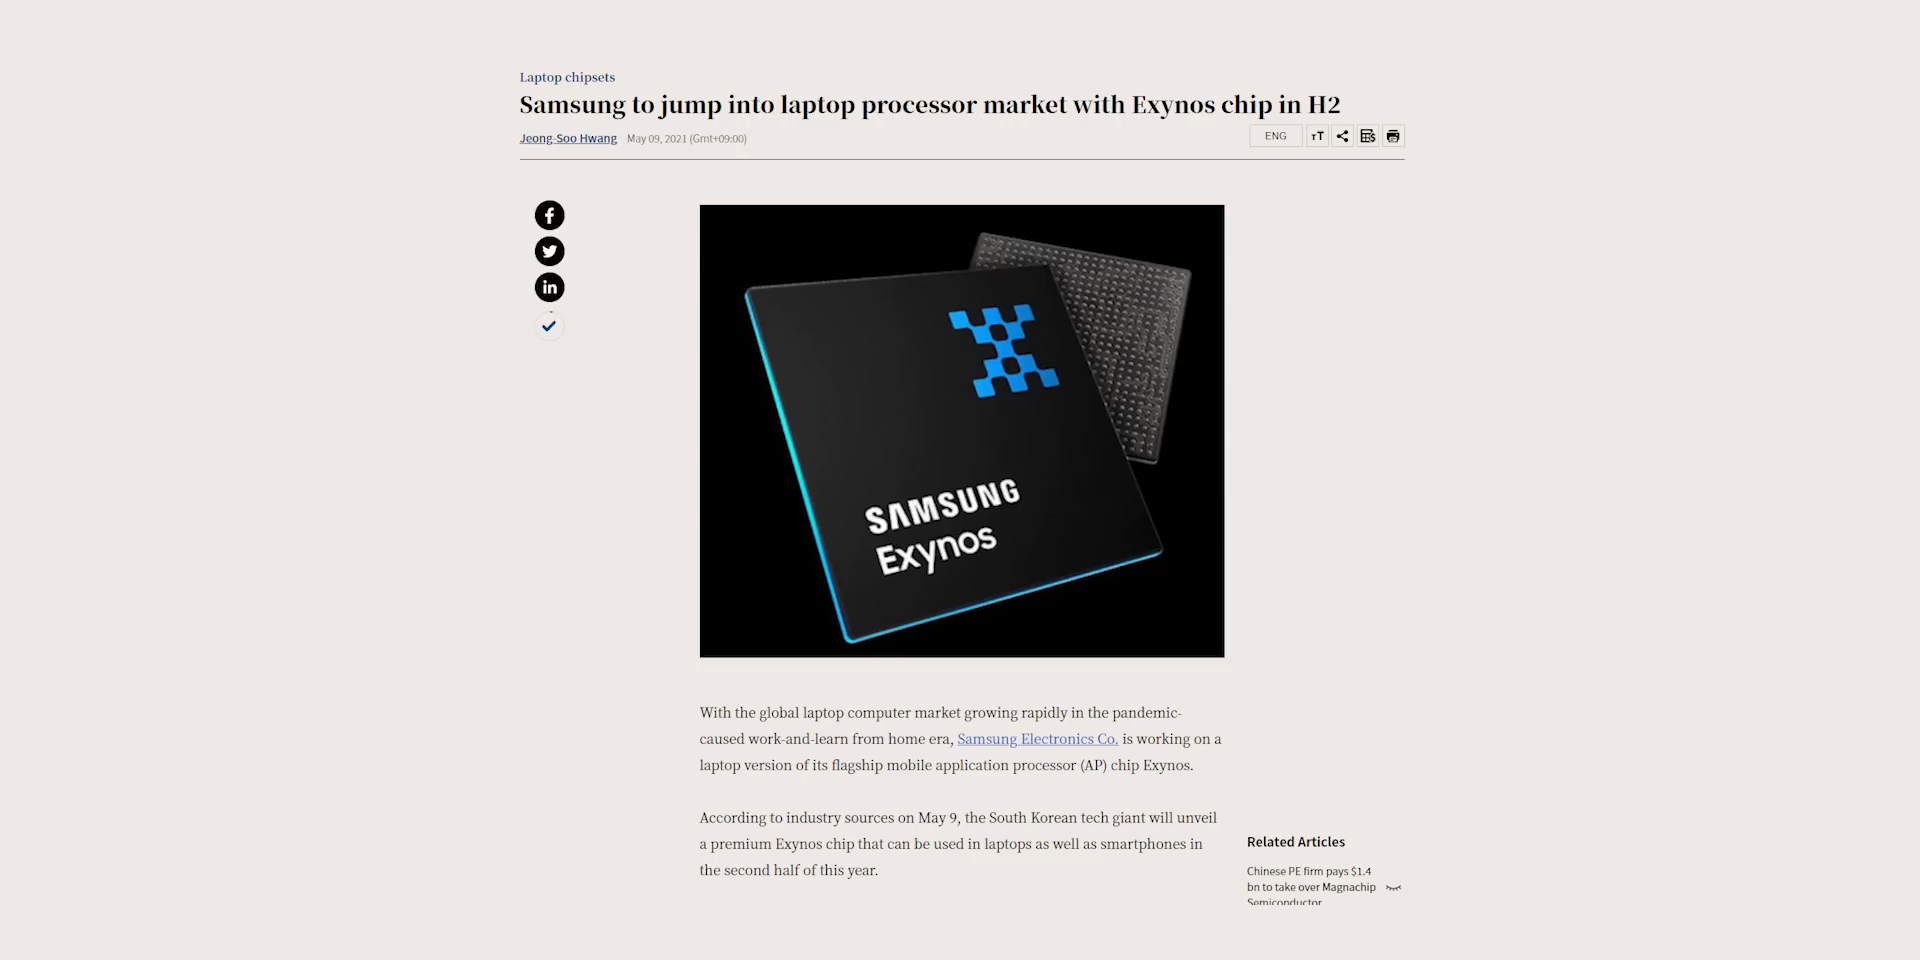 Laptop chipsets
Samsung to jump into laptop processor market with Exynos chip in H2
Jeong-Soo Hwang May 09, 2021 (Gmt+09:00)
ENG
TT
SAMSUNG
Exynos
With the global laptop computer market growing rapidly in the pandemic-
caused work-and-learn from home era, Samsung Electronics Co. is working on a
laptop version of its flagship mobile application processor (AP) chip Exynos.
According to industry sources on May 9, the South Korean tech giant will unveil
a premium Exynos chip that can be used in laptops as well as smartphones in
the second half of this year.
Related Articles
Chinese PE firm pays $1.4
bn to take over Magnachip
Semiconductor